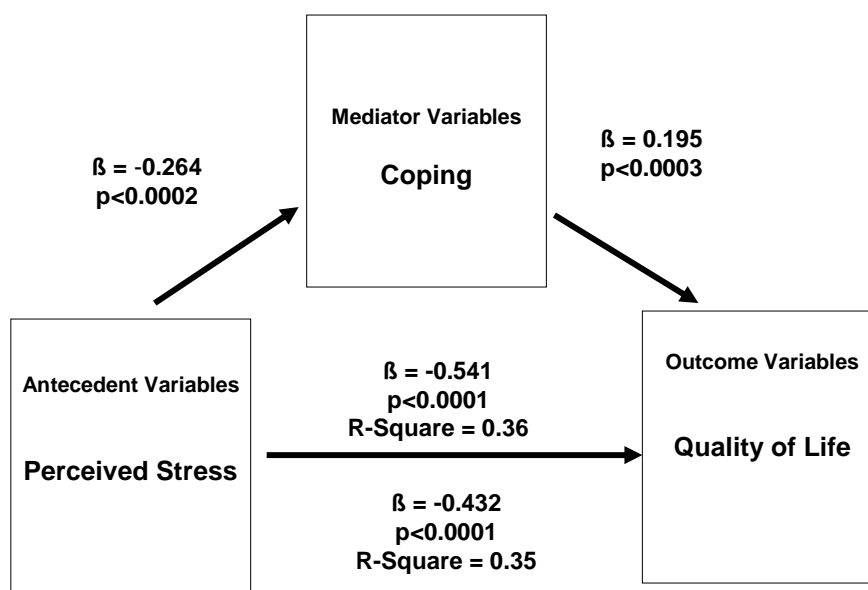 Mediator Variables
Coping
ß = -0.264
p<0.0002
ß = 0.195
p<0.0003
Antecedent Variables
Perceived Stress
ß = -0.541
p<0.0001
R-Square = 0.36
ß = -0.432
p<0.0001
R-Square = 0.35
Outcome Variables
Quality of Life